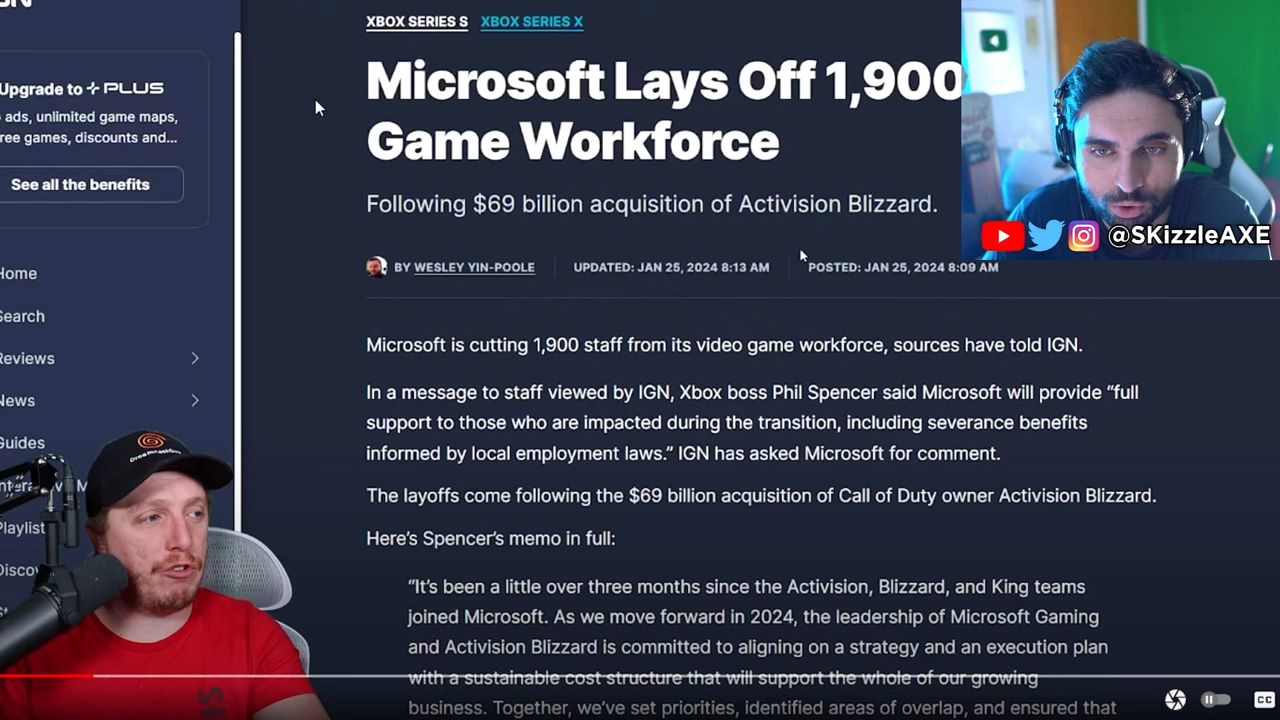 XBOX SERIES S XBOX SERIES X
Microsoft Lays Off 1,900
Game Workforce
Following $69 billion acquisition of Activision Blizzard.
BY WESLEY YIN-POOLE UPDATED: JAN 25, 2024 8:13 AM POSTED: JAN 25, 2024 8:09 AM
Microsoft is cutting 1,900 staff from its video game workforce, sources have told IGN.
In a message to staff viewed by IGN, Xbox boss Phil Spencer said Microsoft will provide “full
support to those who are impacted during the transition, including severance benefits
informed by local employment laws.” IGN has asked Microsoft for comment.
The layoffs come following the $69 billion acquisition of Call of Duty owner Activision Blizzard.
Here’s Spencer’s memo in full:
“It’s been a little over three months since the Activision, Blizzard, and King teams
joined Microsoft. As we move forward in 2024, the leadership of Microsoft Gaming
and Activision Blizzard is committed to aligning on a strategy and an execution plan
with a sustainable cost structure that will support the whole of our growing
business. Together, we’ve set priorities, identified areas of overlap, and ensured that
Upgrade to PLUS
ads, unlimited game maps,
ree games, discounts and...
See all the benefits
Home
Search
Reviews
News
Guides
Playlist
Disco
@SKizzleAXE
DreamcastGuy
CC